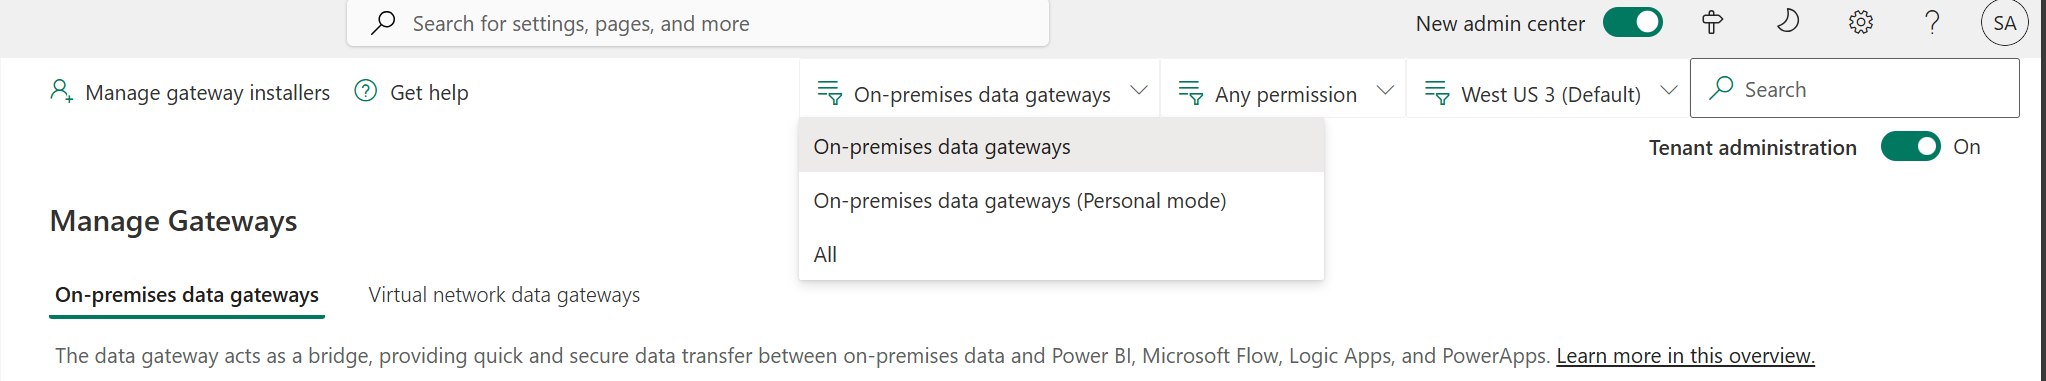 Search for settings, pages, and more
New admin center
SA
Manage gateway installers
Get help
On-premises data gateways
Any permission
West US 3 (Default)
Search
On-premises data gateways
On-premises data gateways (Personal mode)
All
Tenant administration
On
Manage Gateways
On-premises data gateways
Virtual network data gateways
The data gateway acts as a bridge, providing quick and secure data transfer between on-premises data and Power BI, Microsoft Flow, Logic Apps, and PowerApps. Learn more in this overview.